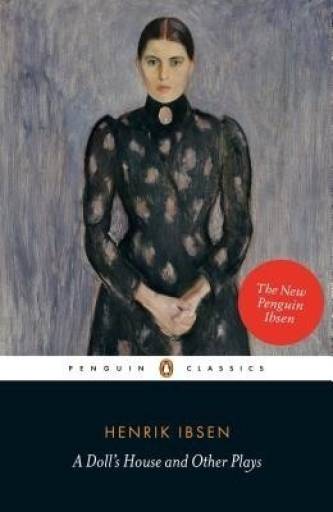 The New
Penguin
Ibsen
PENGUIN CLASSICS
HENRIK IBSEN
A Doll's House and Other Plays